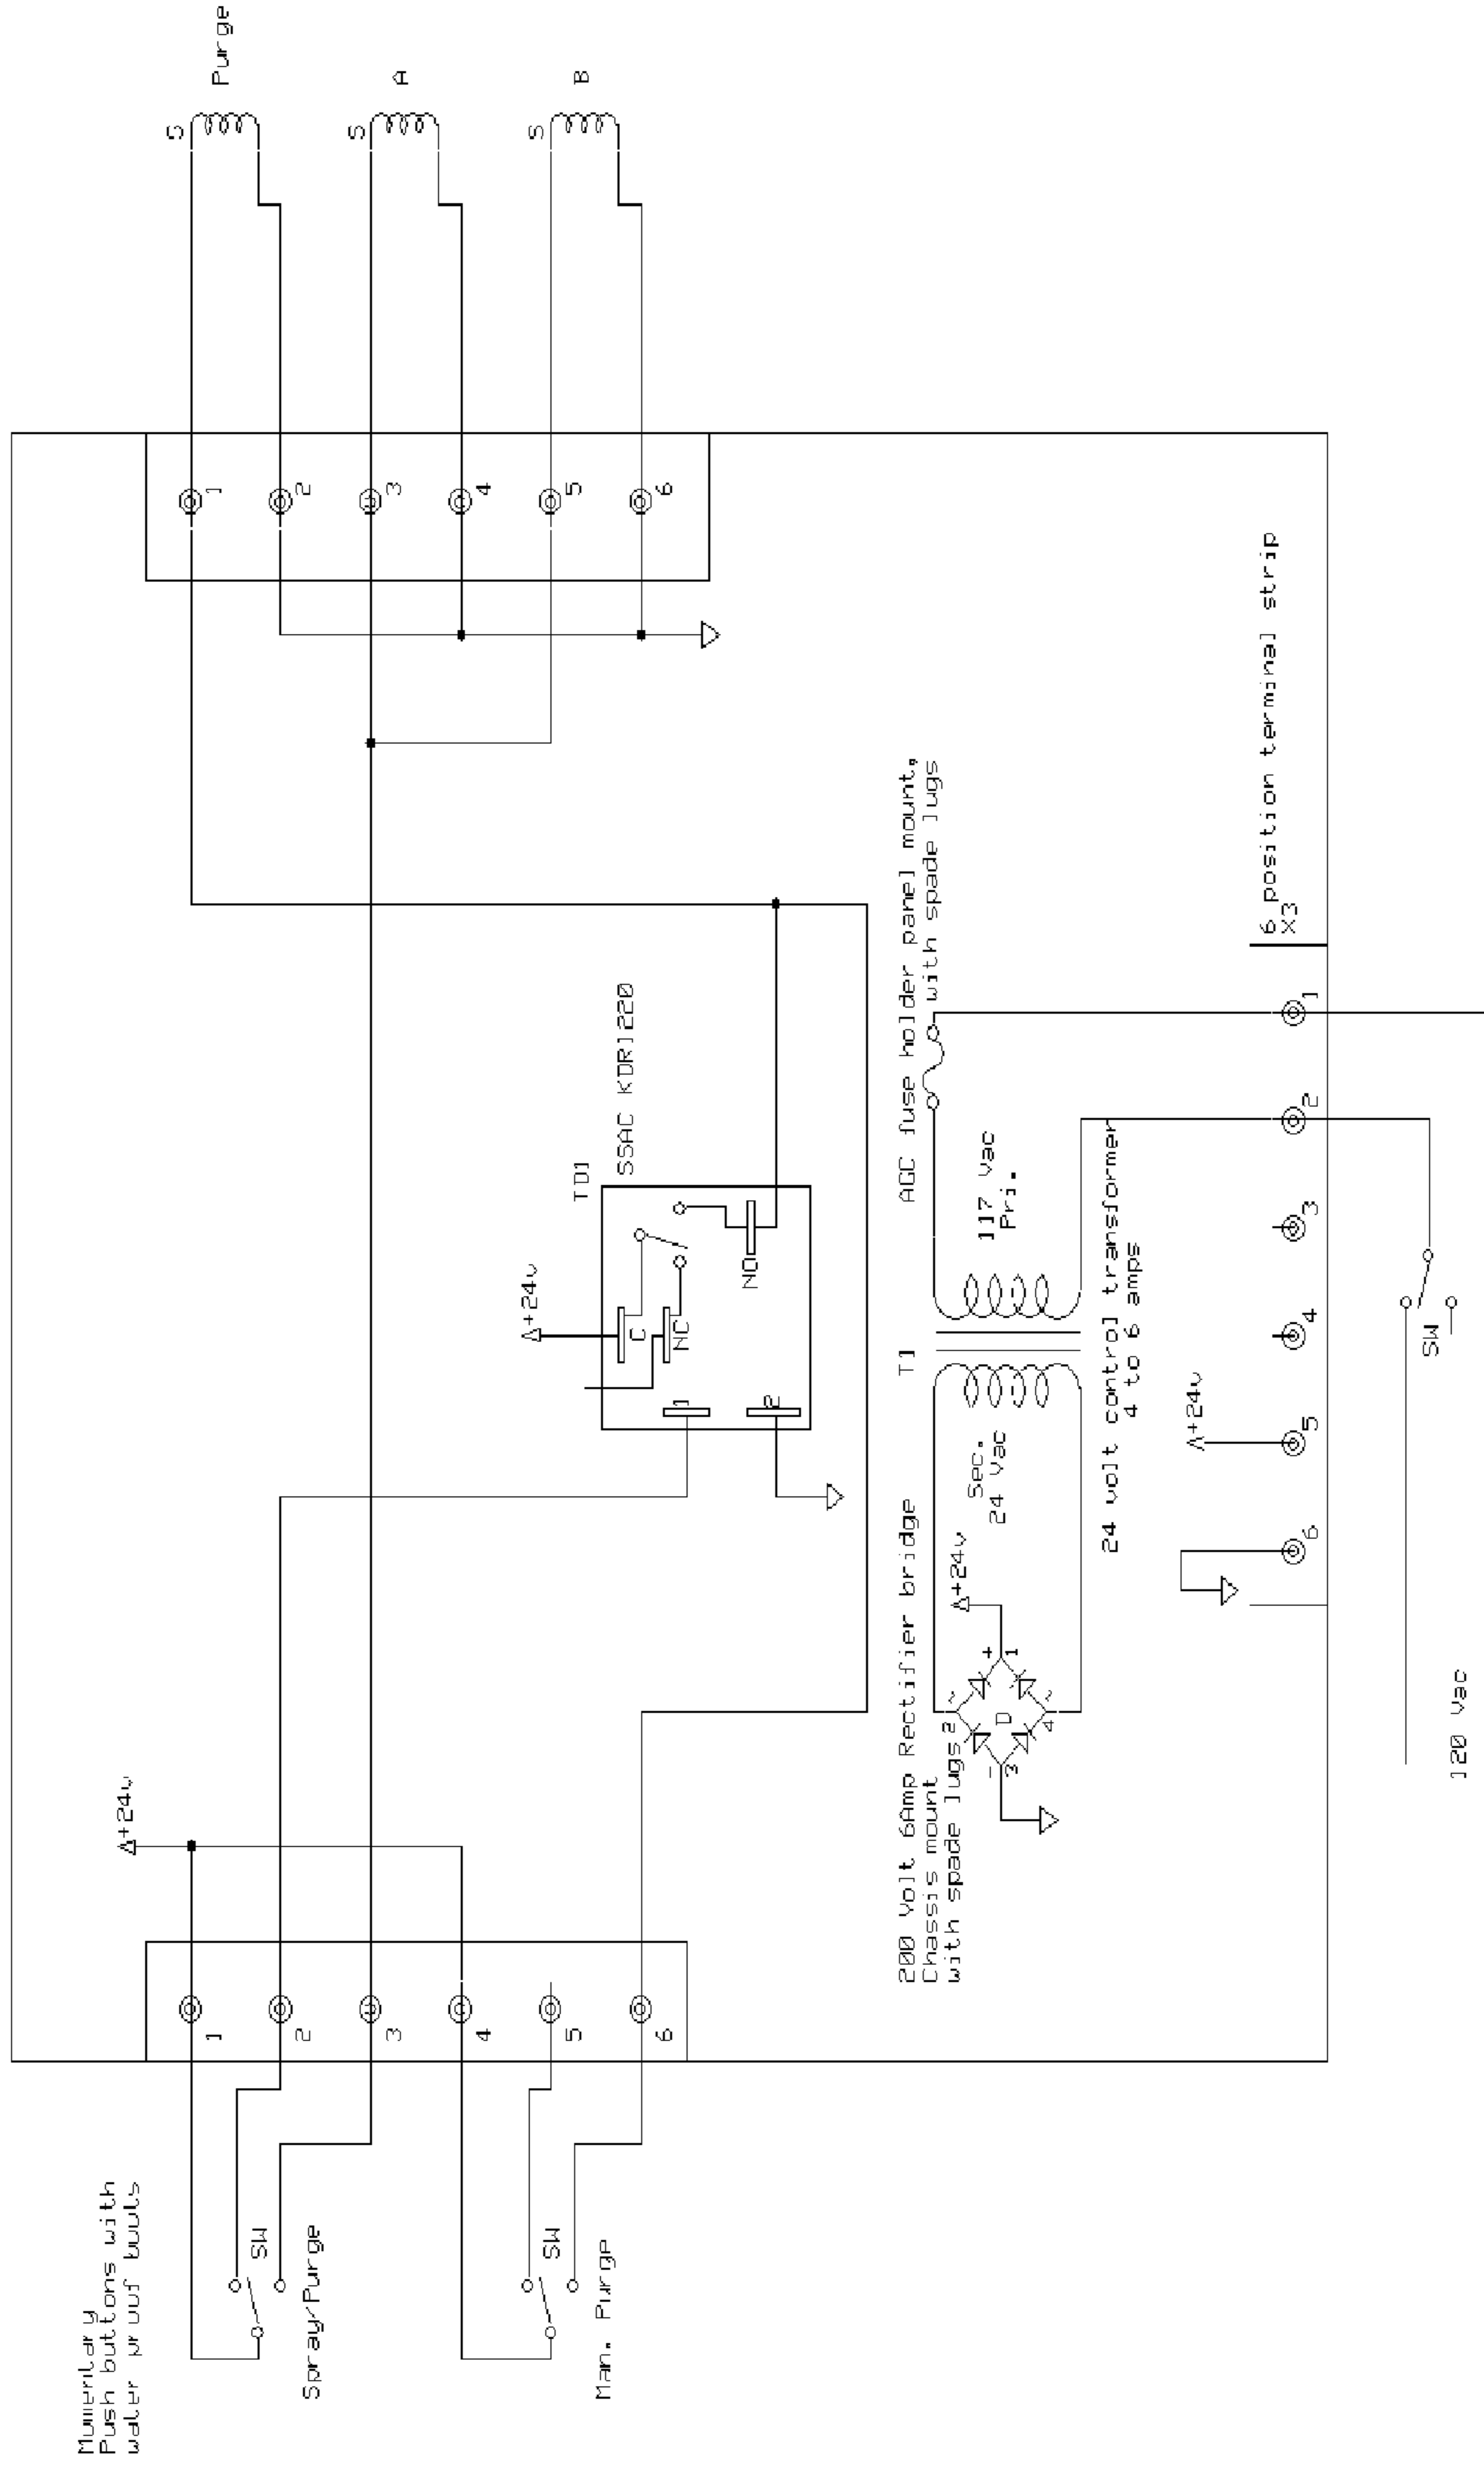 Momentary
Push buttons with
water proof boots
+24v
1
2
3
4
5
6
SW
Spray/Purge
SW
Man. Purge
S
Purge
S
A
S
B
1
2
3
4
5
6
+24v
TD1
SSAC KDR1220
C
NC
NO
1
2
200 Volt 6Amp Rectifier bridge
Chassis mount
with spade lugs
2
~
+
1
D
-
3
4
~
+24v
Sec.
24 Vac
T1
117 Vac
Pri.
AGC fuse holder panel mount,
with spade lugs
24 volt control transformer
4 to 6 amps
+24v
6
5
4
3
2
1
6 position terminal strip
X3
SW
120 Vac